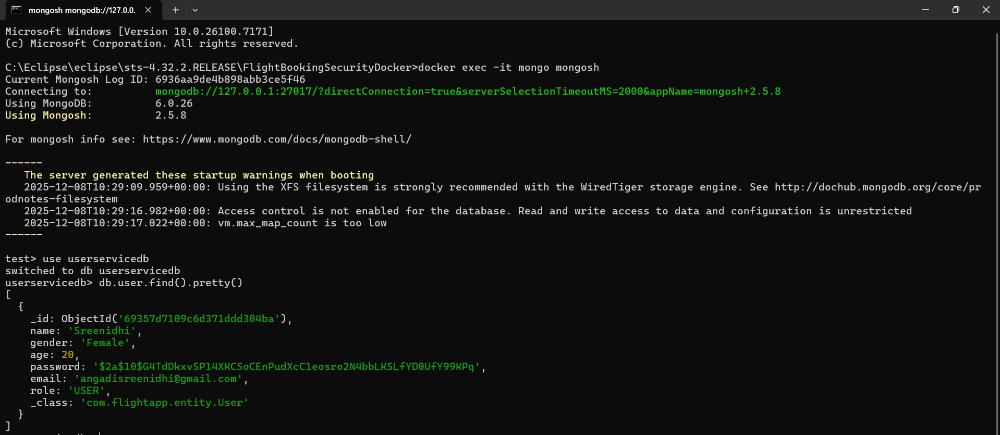 mongosh mongodb://127.0.0.
Microsoft Windows [Version 10.0.26100.7171]
(c) Microsoft Corporation. All rights reserved.
C:\Eclipse\eclipse\sts-4.32.2.RELEASE\FlightBookingSecurityDocker>docker exec -it mongo mongosh
Current Mongosh Log ID: 6936aa9de4b898abb3ce5f46
Connecting to: mongodb://127.0.0.1:27017/?directConnection=true&serverSelectionTimeoutMS=2000&appName=mongosh+2.5.8
Using MongoDB: 6.0.26
Using Mongosh: 2.5.8
For mongosh info see: https://www.mongodb.com/docs/mongodb-shell/
------
The server generated these startup warnings when booting
2025-12-08T10:29:09.959+00:00: Using the XFS filesystem is strongly recommended with the WiredTiger storage engine. See http://dochub.mongodb.org/core/pr
odnotes-filesystem
2025-12-08T10:29:16.982+00:00: Access control is not enabled for the database. Read and write access to data and configuration is unrestricted
2025-12-08T10:29:17.022+00:00: vm.max_map_count is too low
------
test> use userservicedb
switched to db userservicedb
userservicedb> db.user.find().pretty()
[
{
_id: ObjectId('69357d7109c6d371ddd304ba'),
name: 'Sreenidhi',
gender: 'Female',
age: 20,
password: '$2a$10$G4TdDkxvSP14XKCSoCEnPudXcC1eosro2N4bbLKSLfYD0UfY99KPq',
email: 'angadisreenidhi@gmail.com',
role: 'USER',
_class: 'com.flightapp.entity.User'
}
]